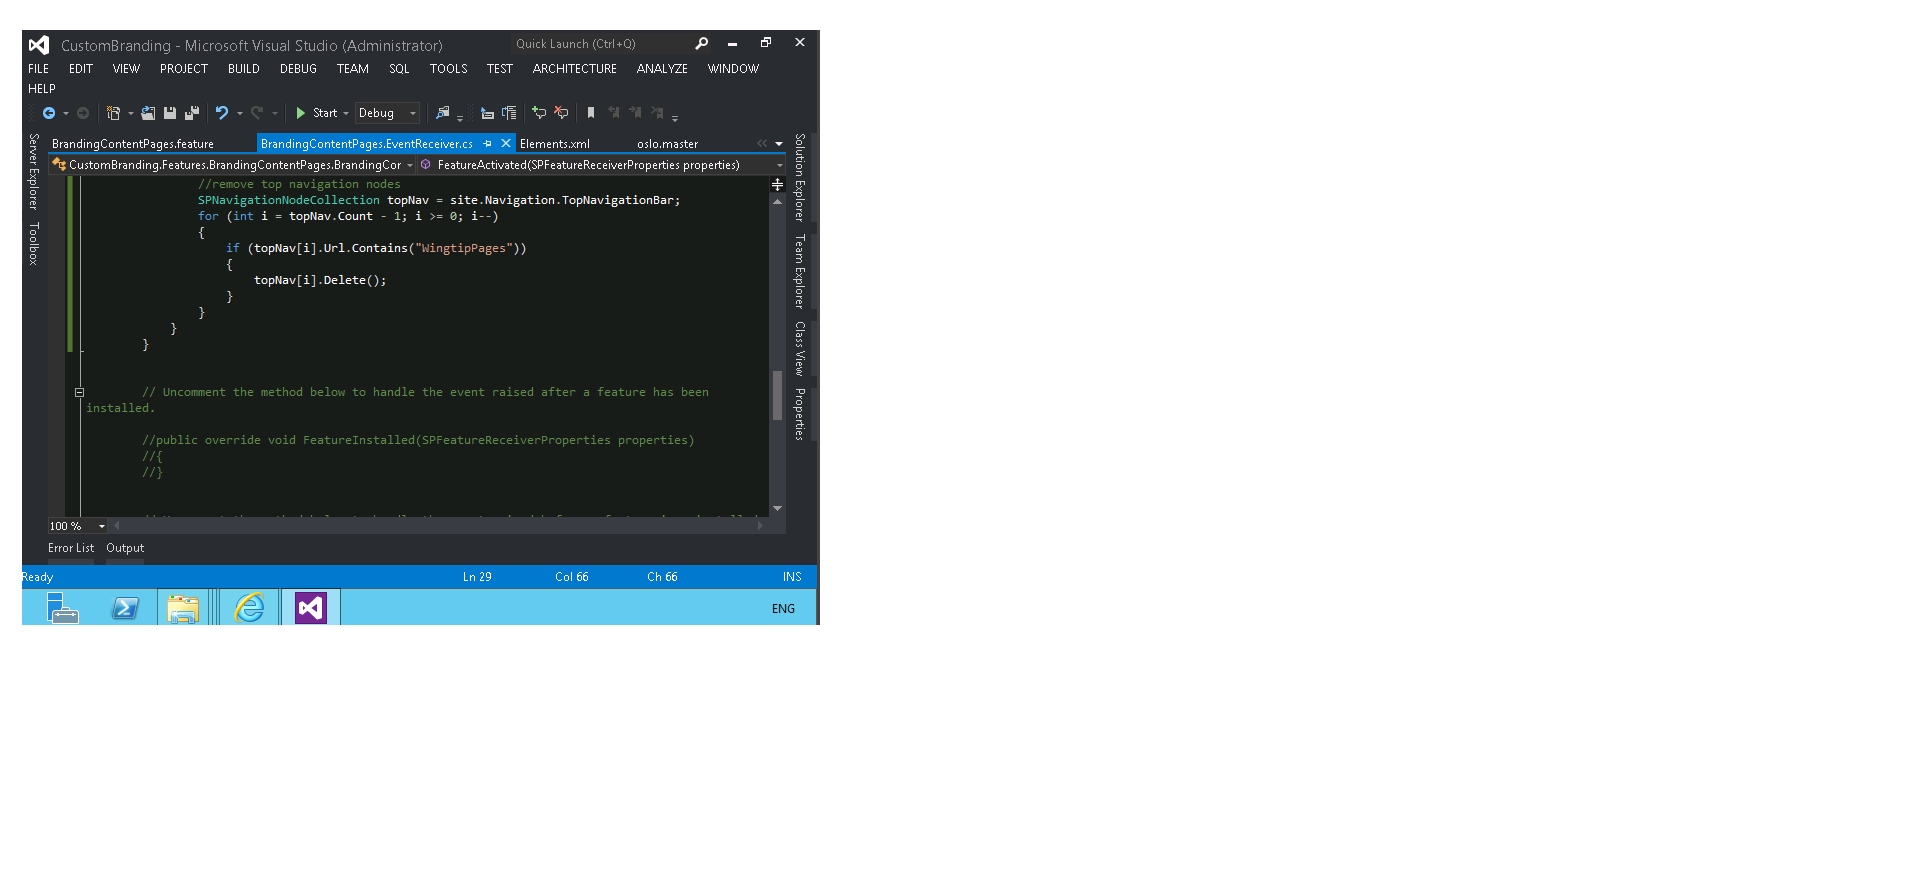 CustomBranding - Microsoft Visual Studio (Administrator)
Quick Launch (Ctrl+Q)
FILE EDIT VIEW PROJECT BUILD DEBUG TEAM SQL TOOLS TEST ARCHITECTURE ANALYZE WINDOW
HELP
Start Debug
BrandingContentPages.feature BrandingContentPages.EventReceiver.cs Elements.xml oslo.master
CustomBranding.Features.BrandingContentPages.BrandingCor FeatureActivated(SPFeatureReceiverProperties properties)
Server Explorer
Toolbox
//remove top navigation nodes
SPNavigationNodeCollection topNav = site.Navigation.TopNavigationBar;
for (int i = topNav.Count - 1; i >= 0; i--)
{
if (topNav[i].Url.Contains("WingtipPages"))
{
topNav[i].Delete();
}
}
}
}
// Uncomment the method below to handle the event raised after a feature has been
installed.
//public override void FeatureInstalled(SPFeatureReceiverProperties properties)
//{
//}
Solution Explorer
Team Explorer
Class View
Properties
100 %
Error List Output
Ready Ln 29 Col 66 Ch 66 INS
ENG